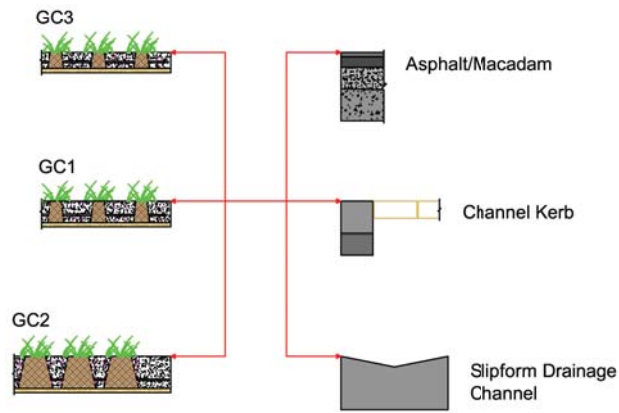 GC3
Asphalt/Macadam
GC1
Channel Kerb
GC2
Slipform Drainage
Channel